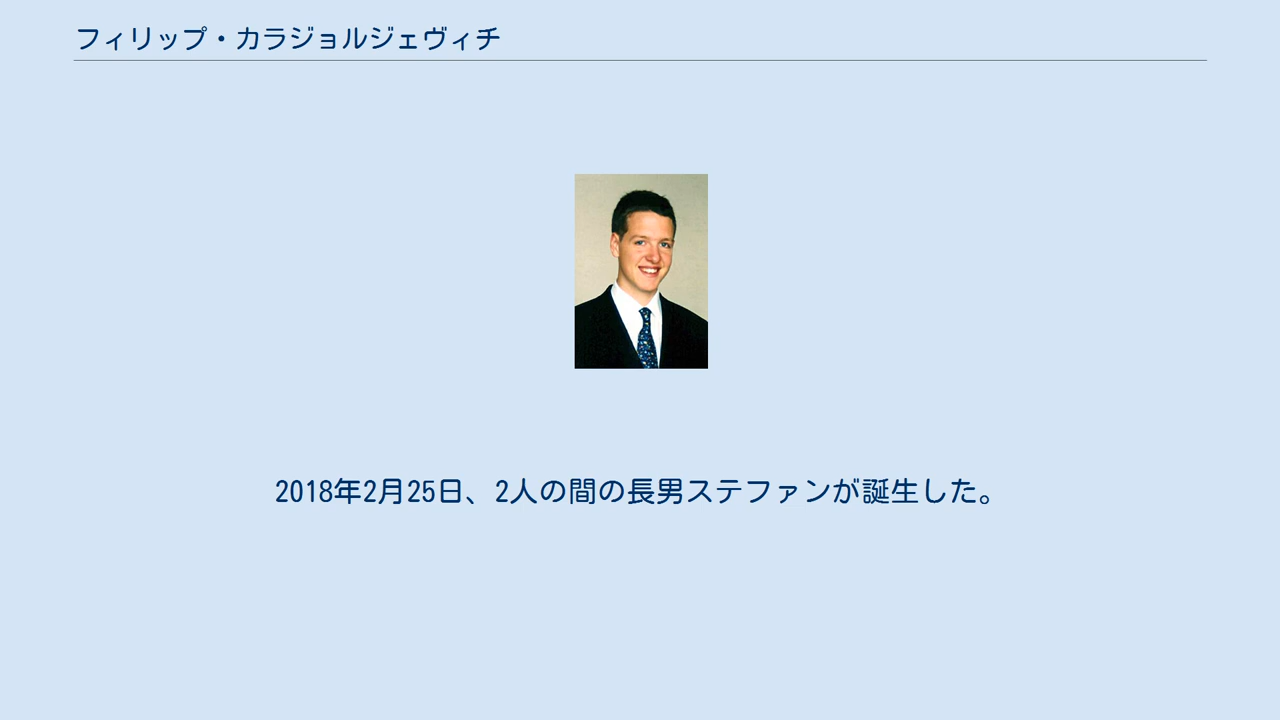 フィリップ・カラジョルジェヴィチ
2018年2月25日、2人の間の長男ステファンが誕生した。